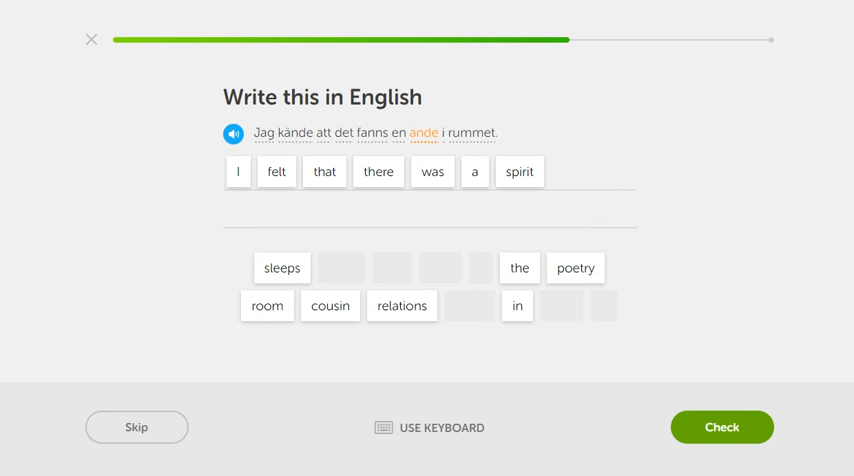 Write this in English
Jag kände att det fanns en ande i rummet.
I felt that there was a spirit
sleeps the poetry
room cousin relations in
Skip USE KEYBOARD Check